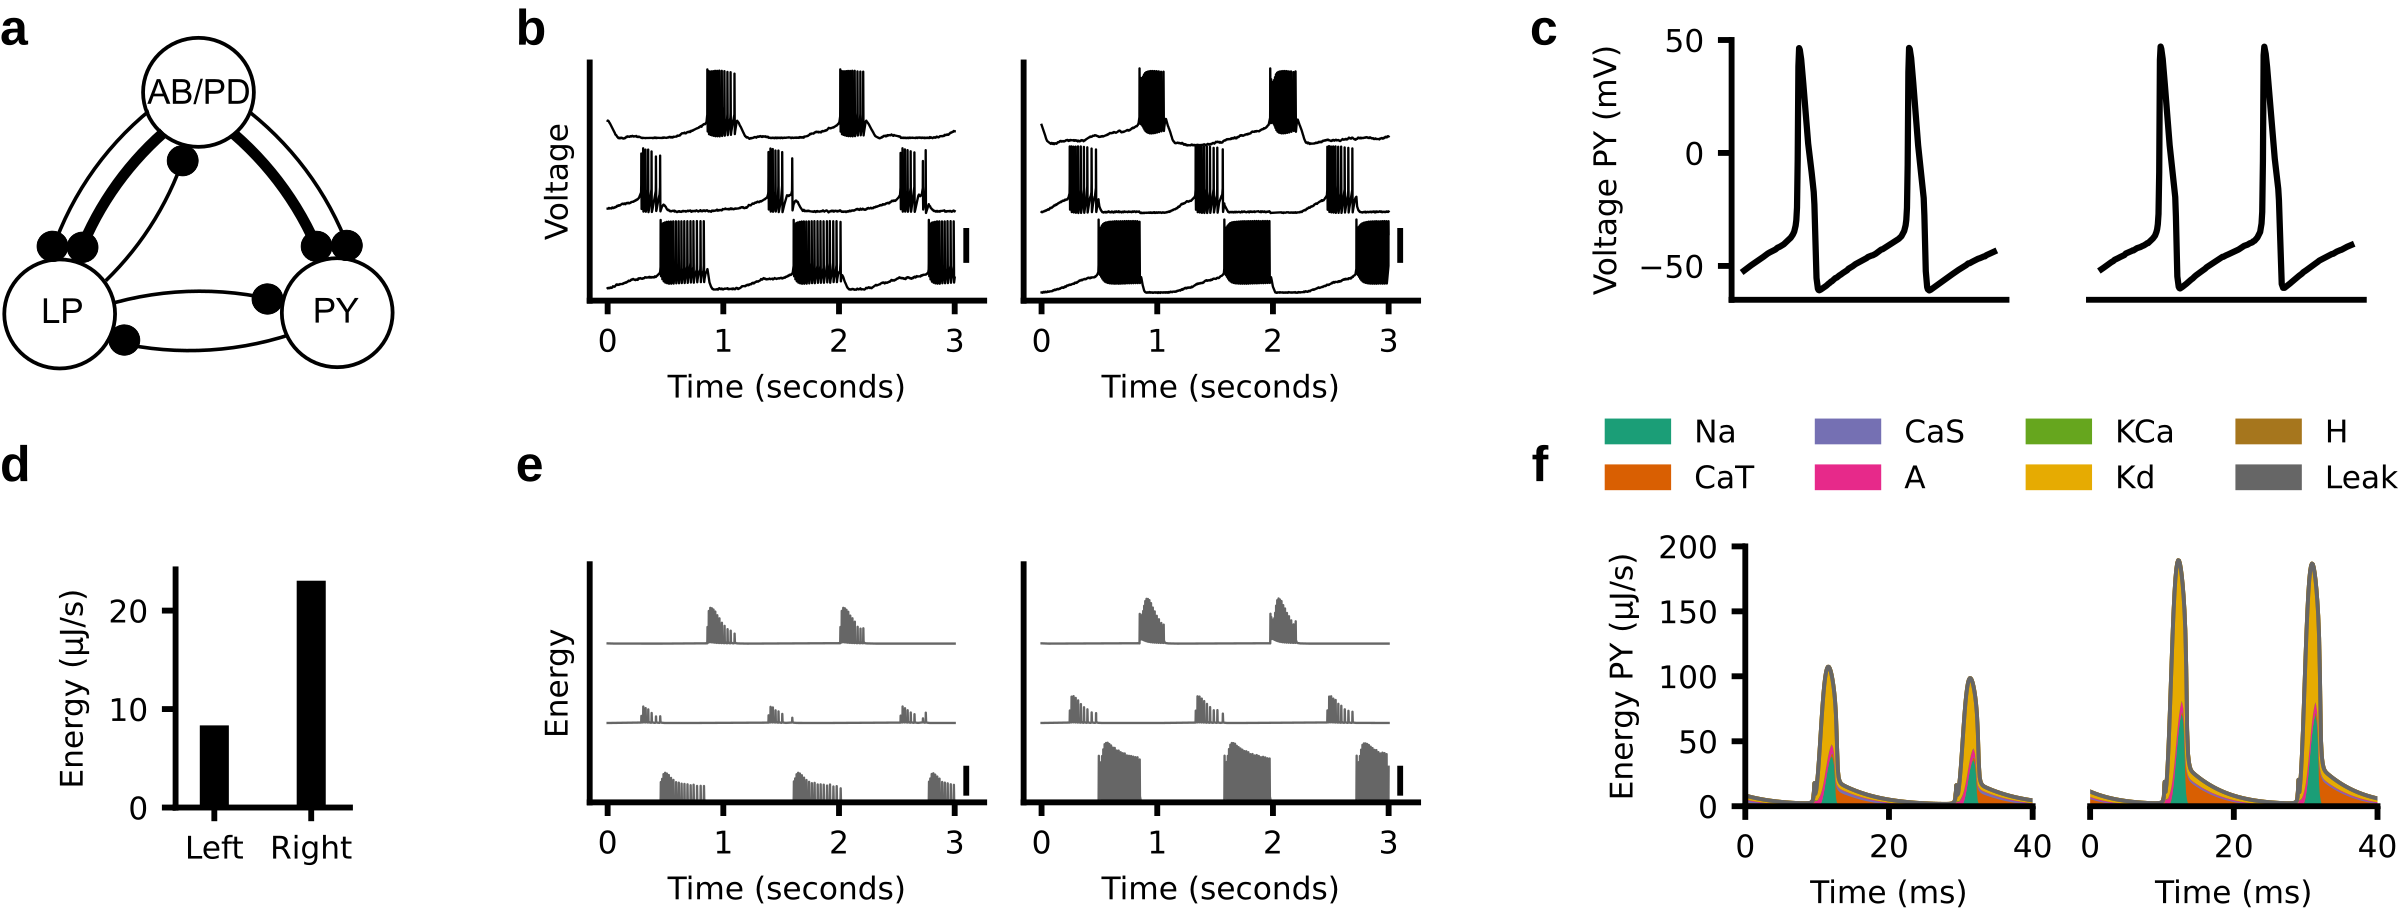 a
AB/PD
LP
PY
b
Voltage
0 1 2 3
Time (seconds)
0 1 2 3
Time (seconds)
c
Voltage PY (mV)
50
0
−50
d
Energy (µJ/s)
20
10
0
Left Right
e
Energy
0 1 2 3
Time (seconds)
0 1 2 3
Time (seconds)
f
Na CaS KCa H
CaT A Kd Leak
Energy PY (µJ/s)
200
150
100
50
0
0 20 40
Time (ms)
0 20 40
Time (ms)